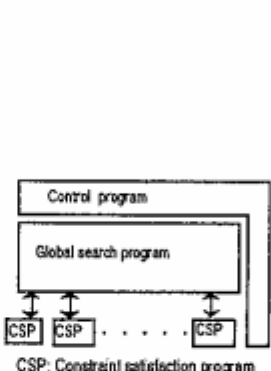 Control program
Global search program
CSP CSP . . . . . CSP
CSP: Constraint satisfaction program